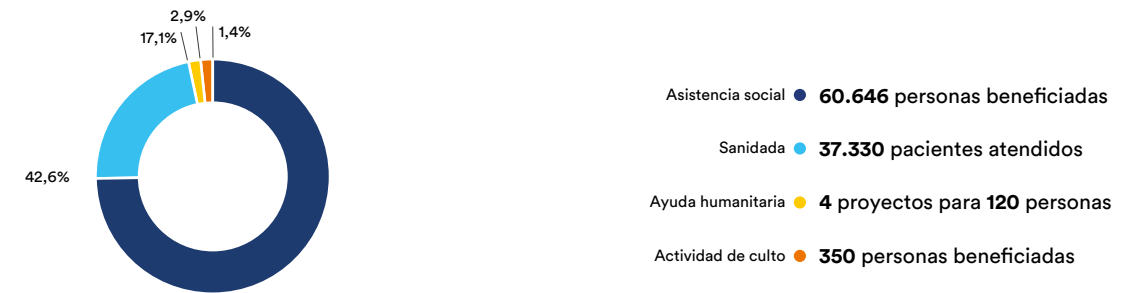 2,9%
17,1%
1,4%
42,6%
Asistencia social 60.646 personas beneficiadas
Sanidada 37.330 pacientes atendidos
Ayuda humanitaria 4 proyectos para 120 personas
Actividad de culto 350 personas beneficiadas